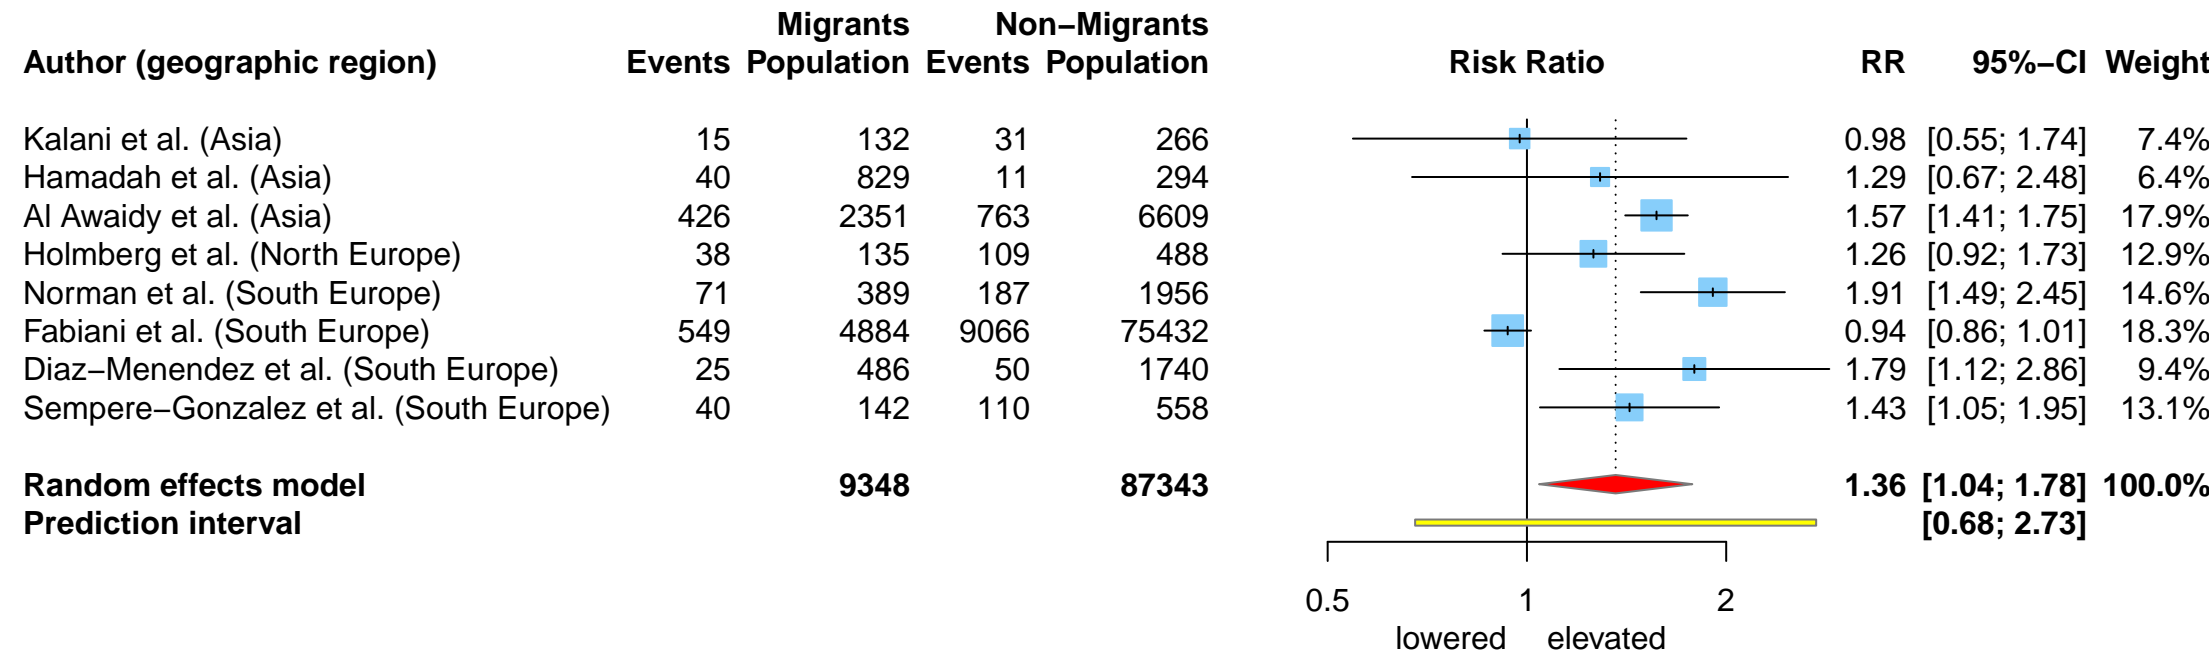 Migrants Non−Migrants
Author (geographic region) Events Population Events Population Risk Ratio RR 95%−CI Weight
Kalani et al. (Asia) 15 132 31 266 0.98 [0.55; 1.74] 7.4%
Hamadah et al. (Asia) 40 829 11 294 1.29 [0.67; 2.48] 6.4%
Al Awaidy et al. (Asia) 426 2351 763 6609 1.57 [1.41; 1.75] 17.9%
Holmberg et al. (North Europe) 38 135 109 488 1.26 [0.92; 1.73] 12.9%
Norman et al. (South Europe) 71 389 187 1956 1.91 [1.49; 2.45] 14.6%
Fabiani et al. (South Europe) 549 4884 9066 75432 0.94 [0.86; 1.01] 18.3%
Diaz−Menendez et al. (South Europe) 25 486 50 1740 1.79 [1.12; 2.86] 9.4%
Sempere−Gonzalez et al. (South Europe) 40 142 110 558 1.43 [1.05; 1.95] 13.1%
Random effects model 9348 87343 1.36 [1.04; 1.78] 100.0%
Prediction interval [0.68; 2.73]
0.5 1 2
lowered elevated